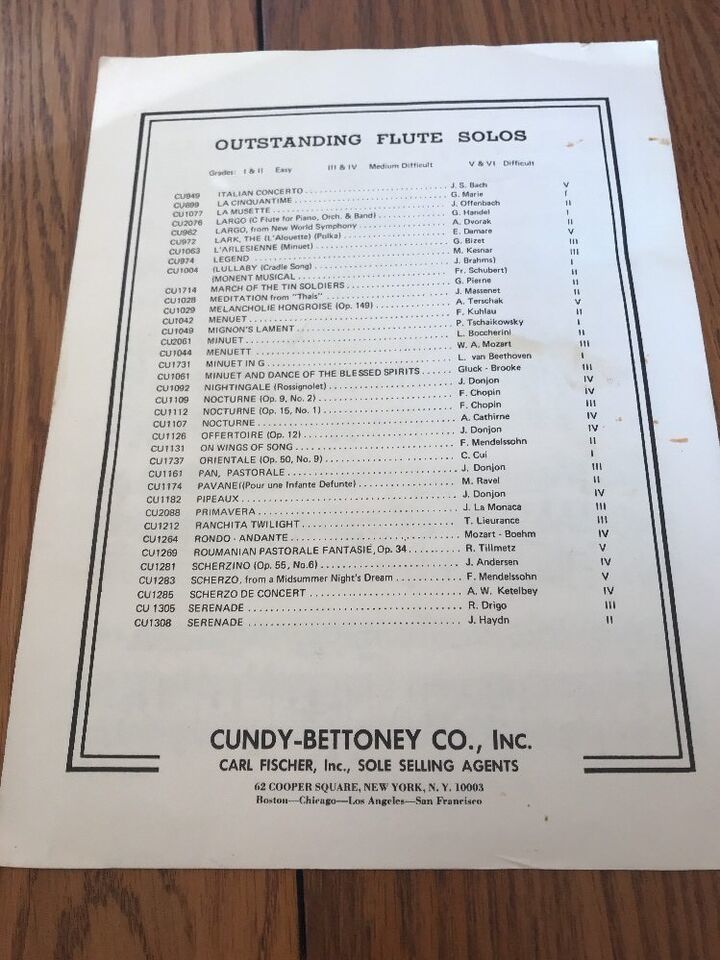 OUTSTANDING FLUTE SOLOS
Grades: I & II Easy III & IV Medium Difficult V & VI Difficult
CU949 ITALIAN CONCERTO J. S. Bach V
CU899 LA CINQUANTIME G. Marie I
CU1077 LA MUSETTE J. Offenbach II
CU2076 LARGO (C Flute for Piano, Orch. & Band) G. Handel I
CU962 LARGO, from New World Symphony A. Dvorak II
CU972 LARK, THE (L'Alouette) (Polka) E. Damare V
CU1063 L'ARLESIENNE (Minuet) G. Bizet III
CU974 LEGEND M. Kesnar III
CU1004 (LULLABY (Cradle Song) J. Brahms) I
(MONENT MUSICAL Fr. Schubert) II
CU1714 MARCH OF THE TIN SOLDIERS G. Pierne II
CU1028 MEDITATION from "Thais" J. Massenet II
CU1029 MELANCHOLIE HONGROISE (Op. 149) A. Terschak V
CU1042 MENUET F. Kuhlau II
CU1049 MIGNON'S LAMENT P. Tschaikowsky I
CU2061 MINUET L. Boccherini II
CU1044 MENUETT W. A. Mozart III
CU1731 MINUET IN G L. van Beethoven I
CU1061 MINUET AND DANCE OF THE BLESSED SPIRITS Gluck - Brooke III
CU1092 NIGHTINGALE (Rossignolet) J. Donjon IV
CU1109 NOCTURNE (Op. 9, No. 2) F. Chopin IV
CU1112 NOCTURNE (Op. 15, No. 1) F. Chopin III
CU1107 NOCTURNE A. Cathirne IV
CU1126 OFFERTOIRE (Op. 12) J. Donjon IV
CU1131 ON WINGS OF SONG F. Mendelssohn II
CU1737 ORIENTALE (Op. 50, No. 9) C. Cui I
CU1161 PAN, PASTORALE J. Donjon III
CU1174 PAVANE((Pour une Infante Defunte) M. Ravel II
CU1182 PIPEAUX J. Donjon IV
CU2088 PRIMAVERA J. La Monaca III
CU1212 RANCHITA TWILIGHT T. Lieurance III
CU1264 RONDO - ANDANTE Mozart - Boehm IV
CU1269 ROUMANIAN PASTORALE FANTASIE, Op. 34 R. Tillmetz V
CU1281 SCHERZINO (Op. 55, No.6) J. Andersen IV
CU1283 SCHERZO, from a Midsummer Night's Dream F. Mendelssohn V
CU1285 SCHERZO DE CONCERT A. W. Ketelbey IV
CU 1305 SERENADE R. Drigo III
CU1308 SERENADE J. Haydn II
CUNDY-BETTONEY CO., INC.
CARL FISCHER, Inc., SOLE SELLING AGENTS
62 COOPER SQUARE, NEW YORK, N. Y. 10003
Boston—Chicago—Los Angeles—San Francisco